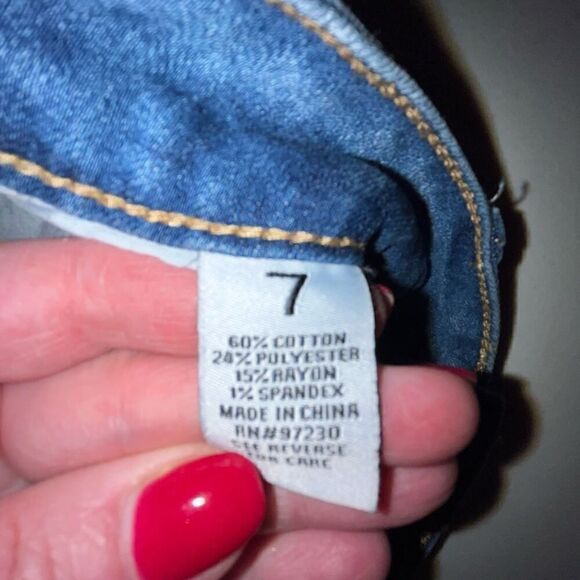 7
60% COTTON
24% POLYESTER
15% RAYON
1% SPANDEX
MADE IN CHINA
RN#97230
SEE REVERSE
FOR CARE